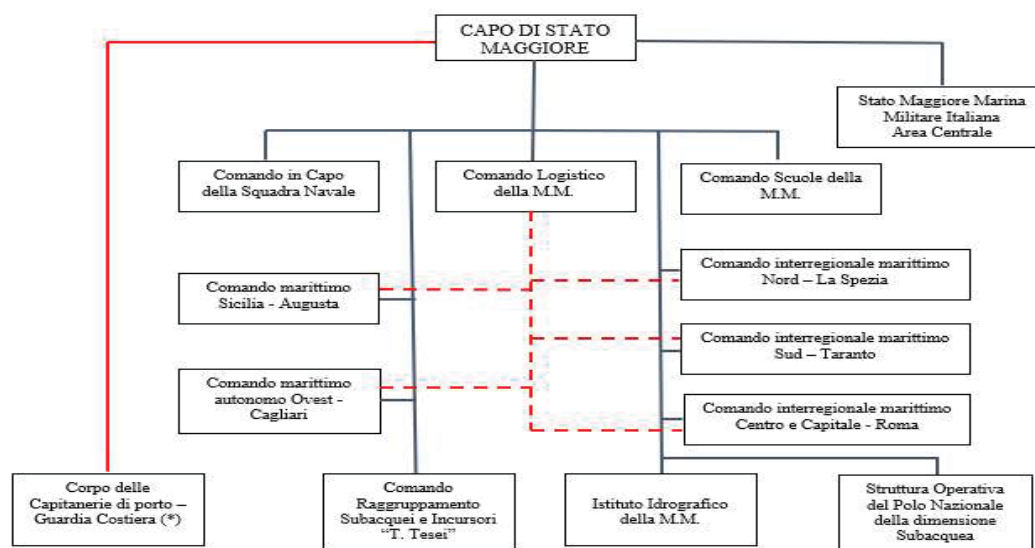 CAPO DI STATO
MAGGIORE
Stato Maggiore Marina
Militare Italiana
Area Centrale
Comando in Capo
della Squadra Navale
Comando Logistico
della M.M.
Comando Scuole della
M.M.
Comando marittimo
Sicilia - Augusta
Comando interregionale marittimo
Nord – La Spezia
Comando interregionale marittimo
Sud – Taranto
Comando marittimo
autonomo Ovest -
Cagliari
Comando interregionale marittimo
Centro e Capitale - Roma
Corpo delle
Capitanerie di porto –
Guardia Costiera (*)
Comando
Raggruppamento
Subacquei e Incursori
“T. Tesei”
Istituto Idrografico
della M.M.
Struttura Operativa
del Polo Nazionale
della dimensione
Subacquea